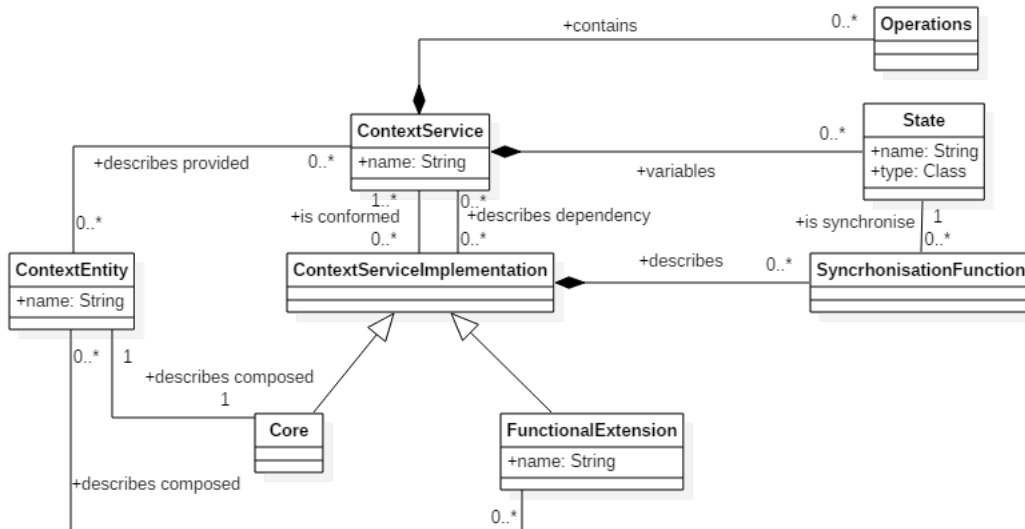 +contains
0..*
Operations
ContextService
+name: String
State
+name: String
+type: Class
0..*
+variables
+describes provided
0..*
1..*
0..*
+is conformed
+describes dependency
0..*
0..*
+is synchronise
1
0..*
0..*
ContextEntity
+name: String
ContextServiceImplementation
+describes
0..*
SyncrhonisationFunction
0..*
1
+describes composed
1
Core
FunctionalExtension
+name: String
+describes composed
0..*